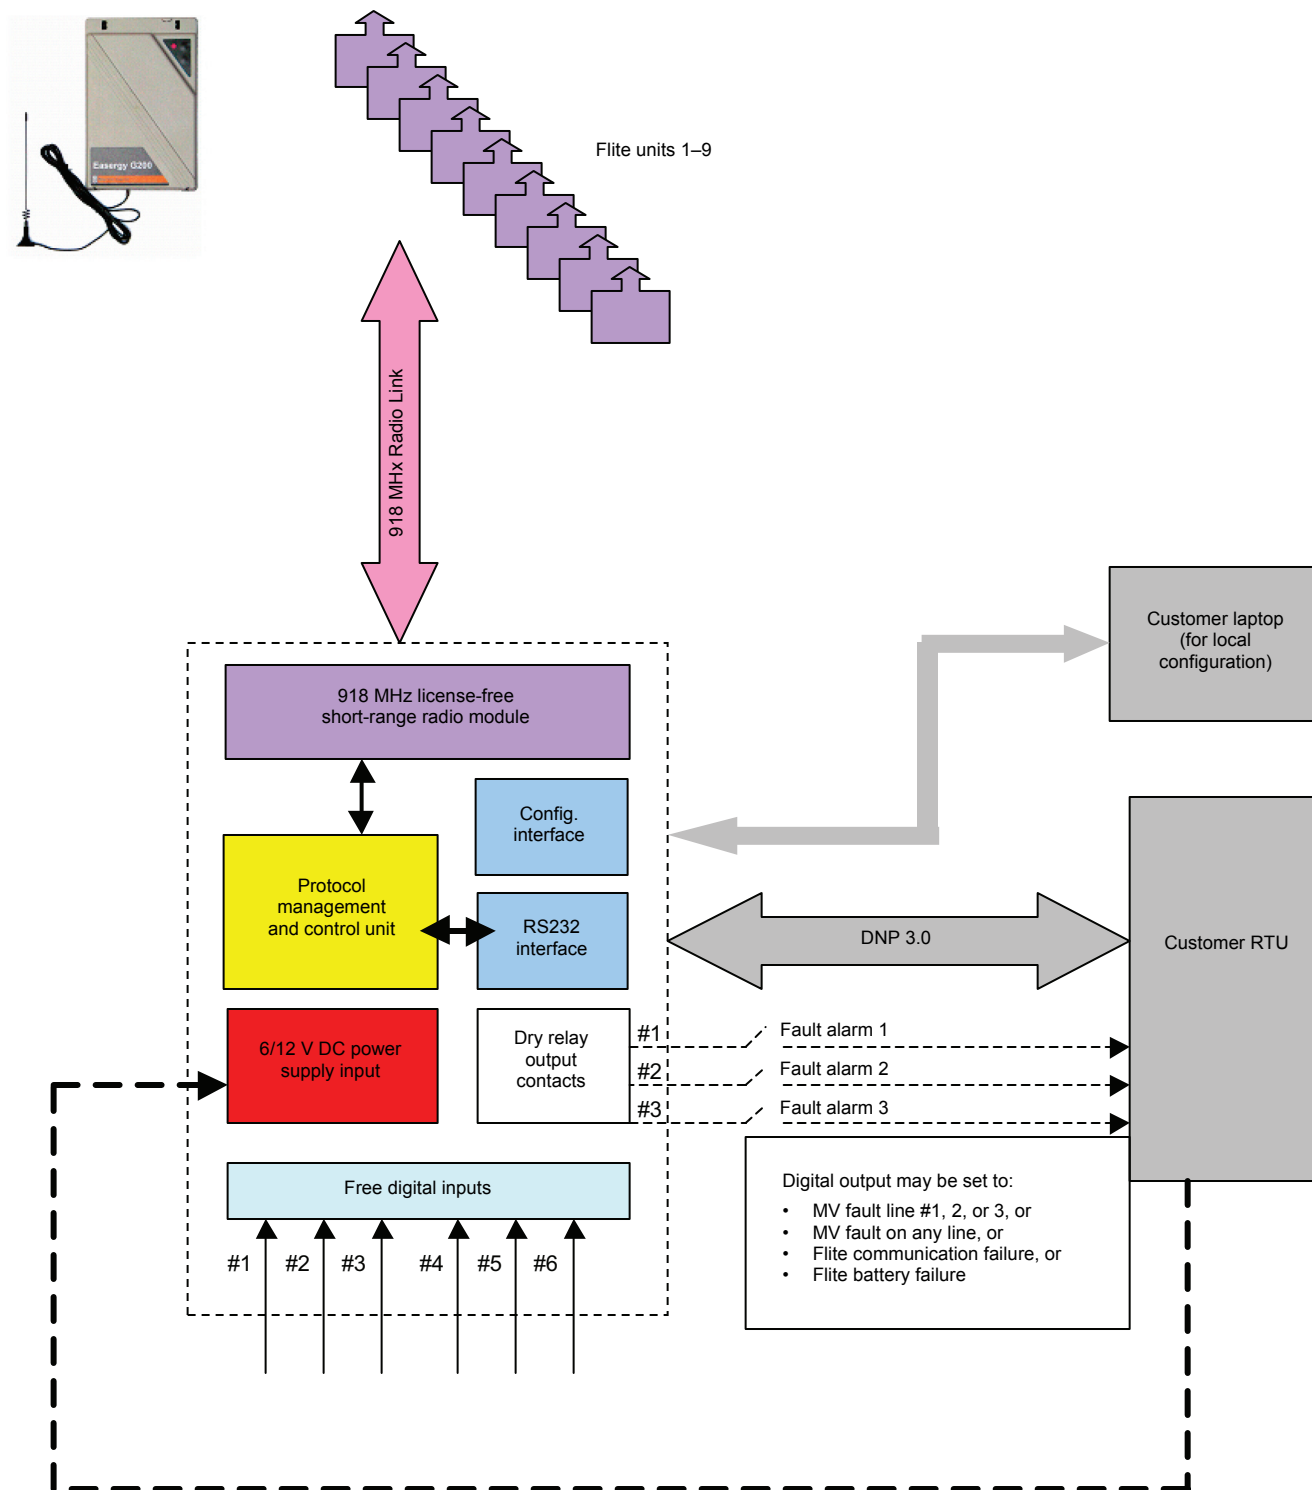 Easergy G200
Flite units 1–9
918 MHx Radio Link
Customer laptop
(for local
configuration)
918 MHz license-free
short-range radio module
Config.
interface
Protocol
management
and control unit
RS232
interface
DNP 3.0
Customer RTU
6/12 V DC power
supply input
Dry relay
output
contacts
#1
Fault alarm 1
#2
Fault alarm 2
#3
Fault alarm 3
Free digital inputs
#1
#2
#3
#4
#5
#6
Digital output may be set to:
• MV fault line #1, 2, or 3, or
• MV fault on any line, or
• Flite communication failure, or
• Flite battery failure